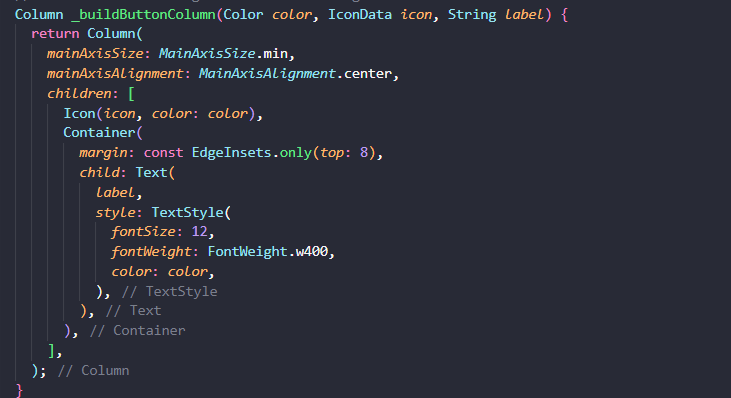 Column _buildButtonColumn(Color color, IconData icon, String label) {
  return Column(
    mainAxisSize: MainAxisSize.min,
    mainAxisAlignment: MainAxisAlignment.center,
    children: [
      Icon(icon, color: color),
      Container(
        margin: const EdgeInsets.only(top: 8),
        child: Text(
          label,
          style: TextStyle(
            fontSize: 12,
            fontWeight: FontWeight.w400,
            color: color,
          ), // TextStyle
        ), // Text
      ), // Container
    ],
  ); // Column
}